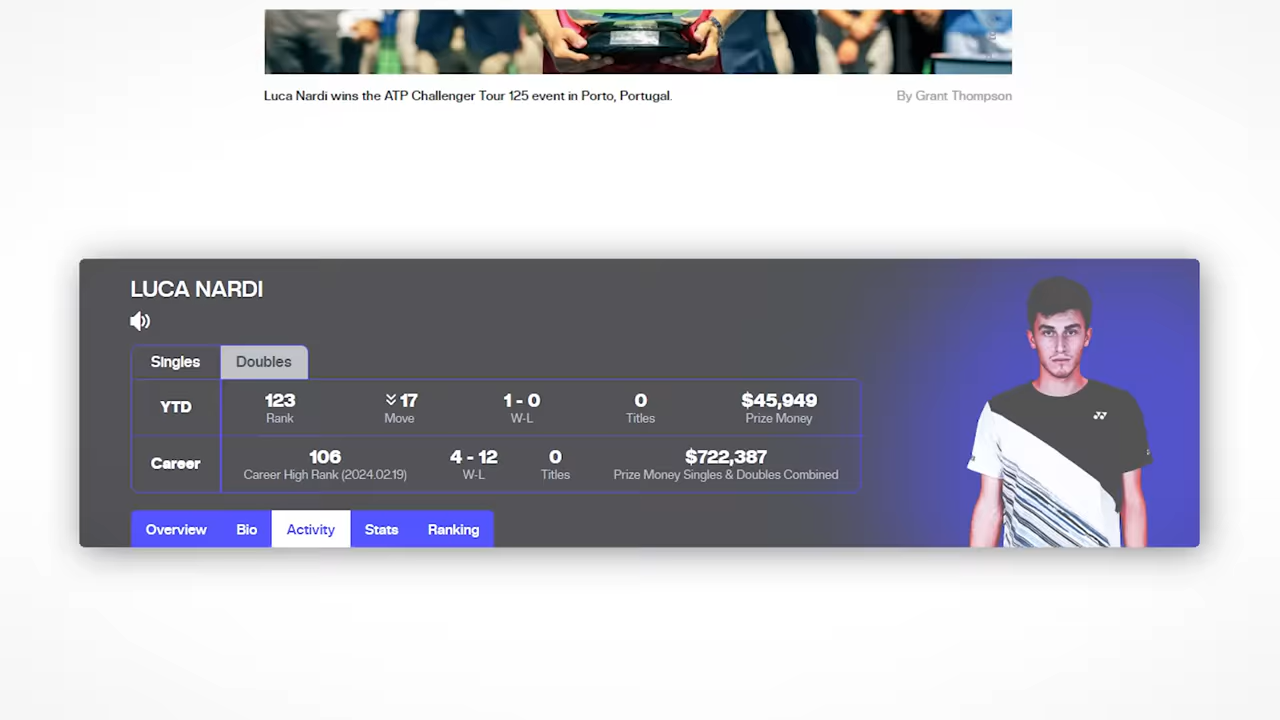 Luca Nardi wins the ATP Challenger Tour 125 event in Porto, Portugal.
By Grant Thompson
LUCA NARDI
Singles Doubles
YTD
123 17 1 - 0 0 $45,949
Rank Move W-L Titles Prize Money
Career
106 4 - 12 0 $722,387
Career High Rank (2024.02.19) W-L Titles Prize Money Singles & Doubles Combined
Overview Bio Activity Stats Ranking